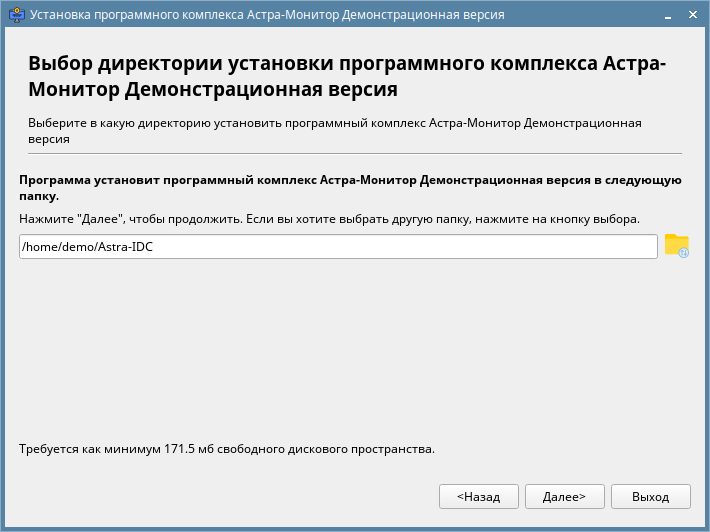 Установка программного комплекса Астра-Монитор Демонстрационная версия
Выбор директории установки программного комплекса Астра-
Монитор Демонстрационная версия
Выберите в какую директорию установить программный комплекс Астра-Монитор Демонстрационная
версия
Программа установит программный комплекс Астра-Монитор Демонстрационная версия в следующую
папку.
Нажмите "Далее", чтобы продолжить. Если вы хотите выбрать другую папку, нажмите на кнопку выбора.
/home/demo/Astra-IDC
Требуется как минимум 171.5 мб свободного дискового пространства.
<Назад
Далее>
Выход